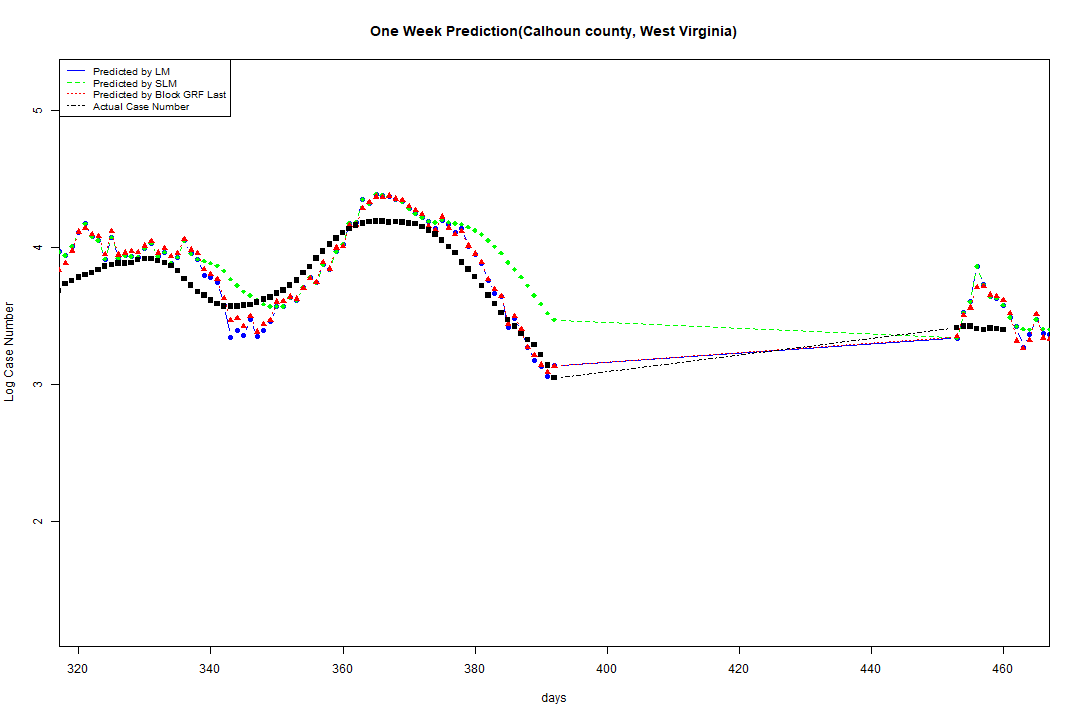 One Week Prediction(Calhoun county, West Virginia)
Predicted by LM
Predicted by SLM
Predicted by Block GRF Last
Actual Case Number
5
4
3
2
Log Case Number
320 340 360 380 400 420 440 460
days